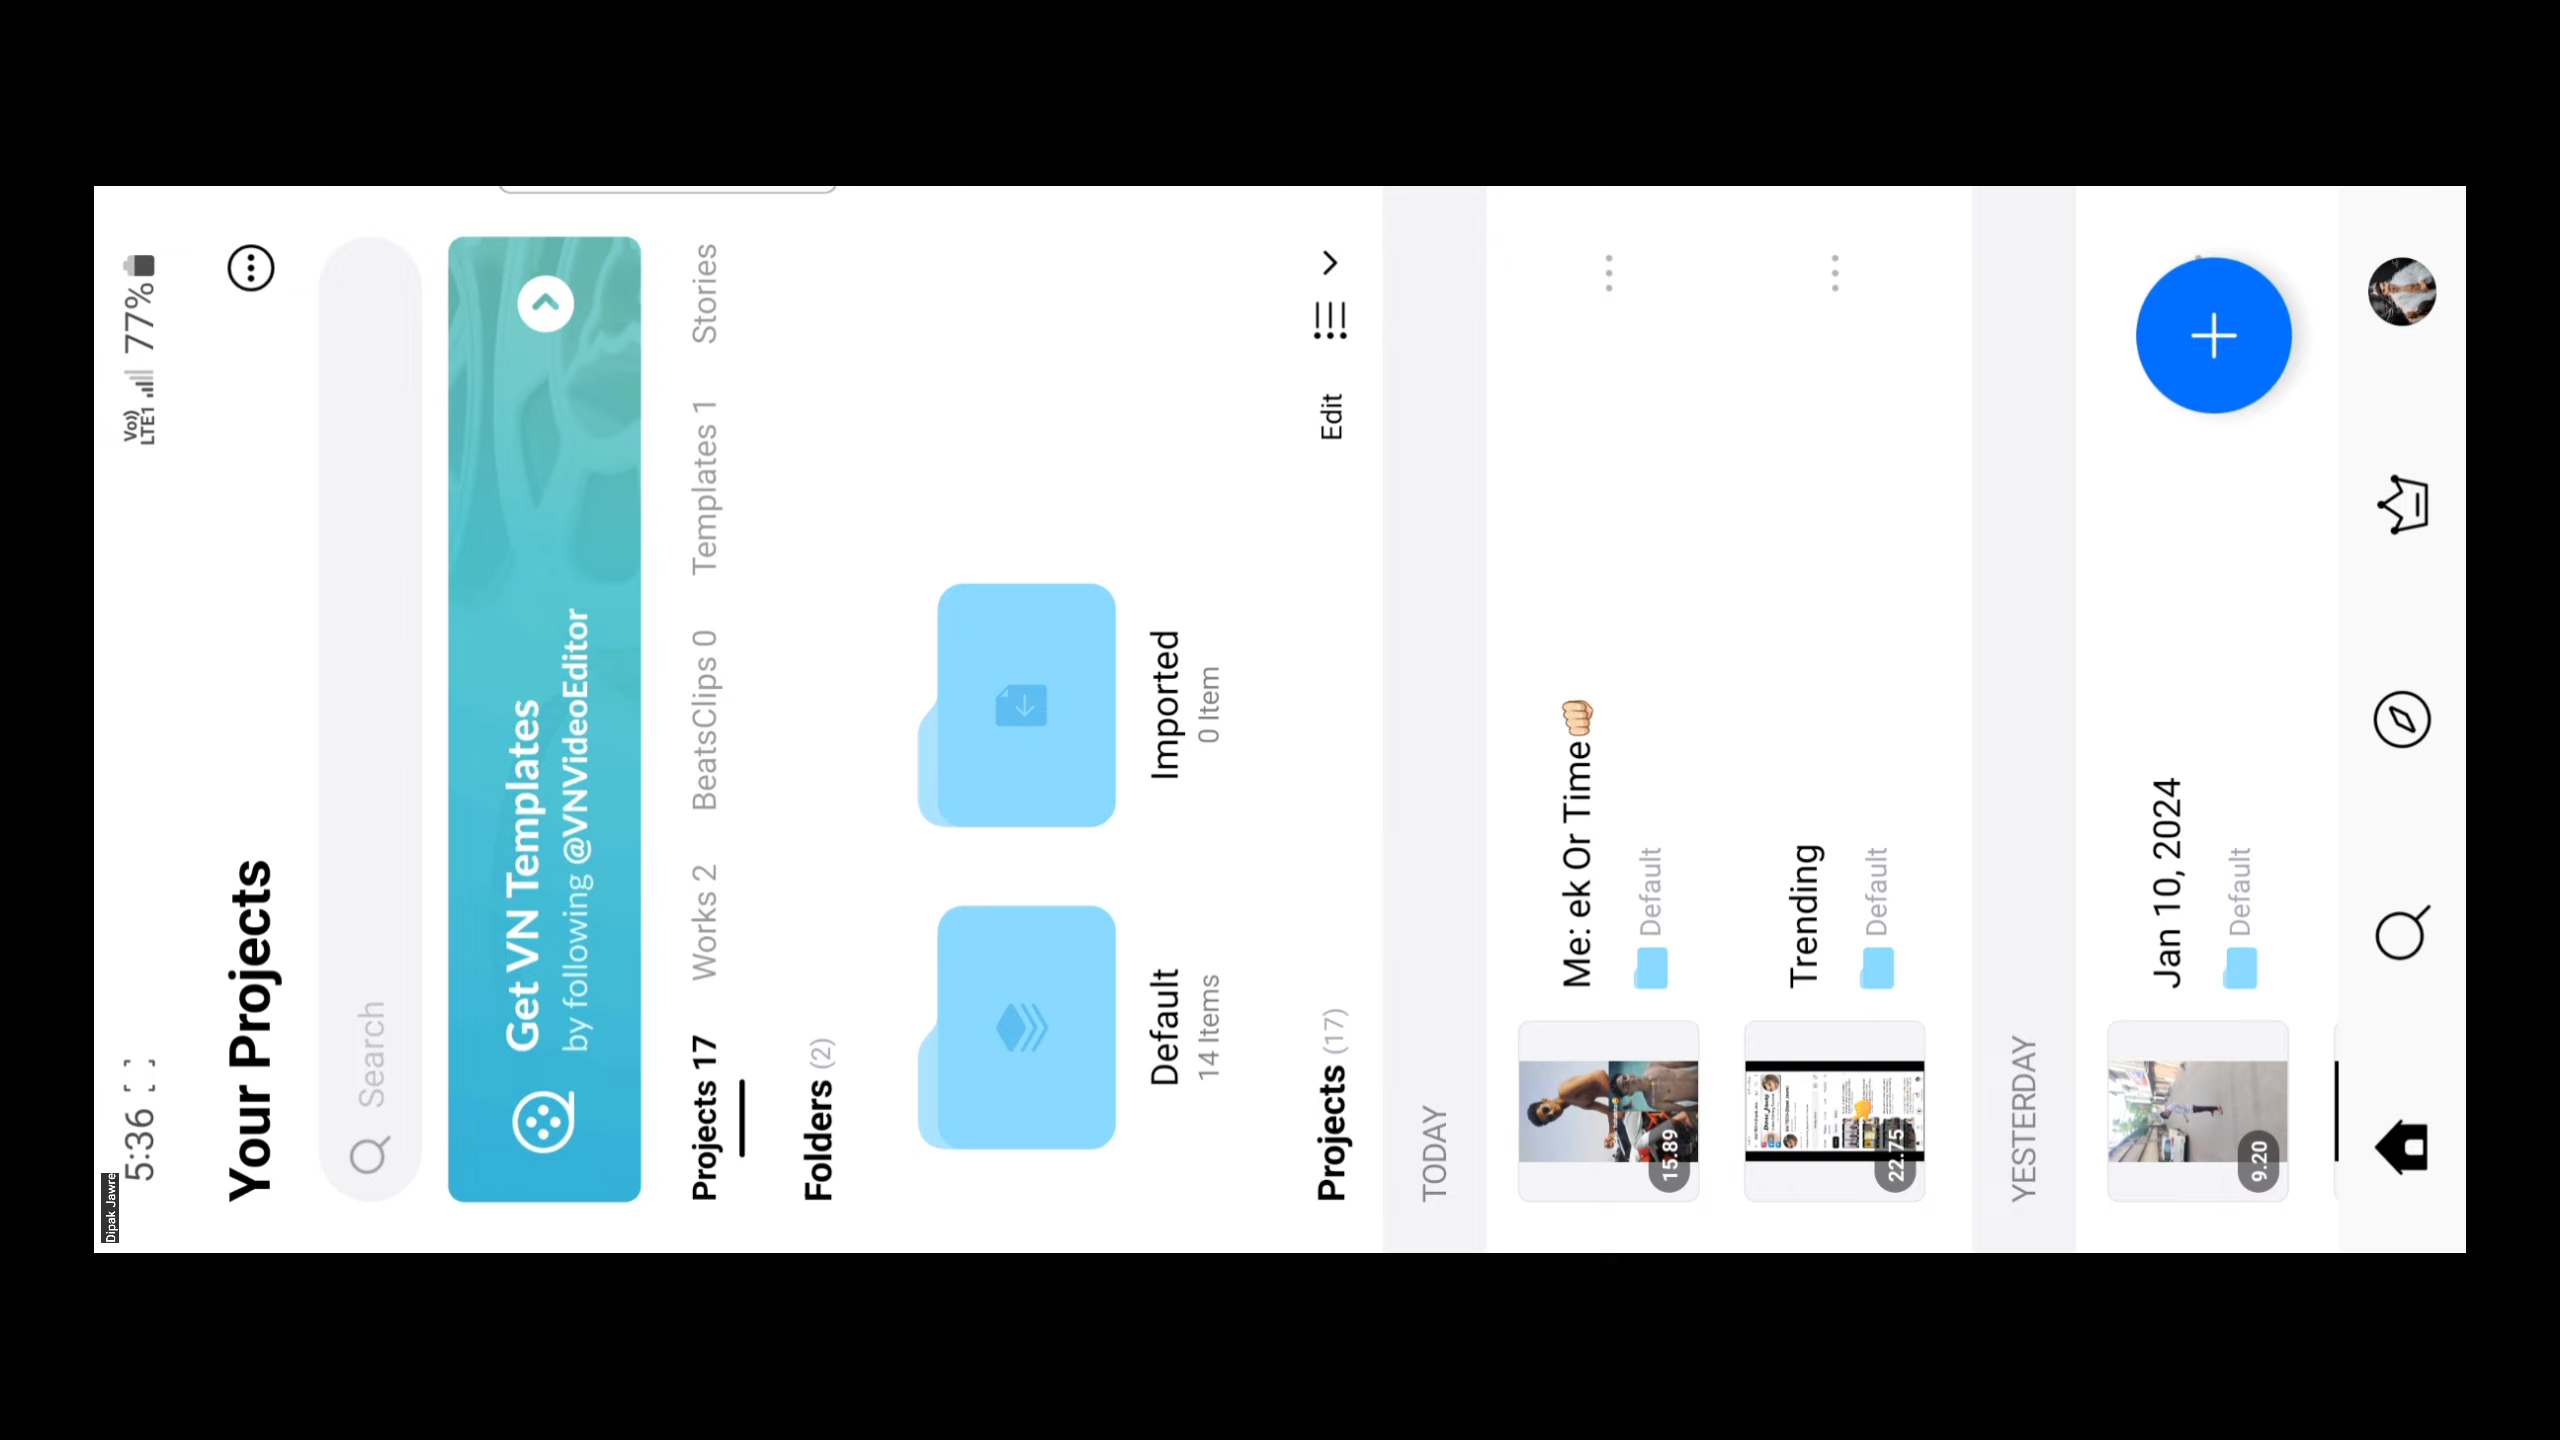 Dipak Jawre
5:36
Vo))
LTE1
77%
Your Projects
Search
Get VN Templates
by following @VNVideoEditor
Projects 17 Works 2 BeatsClips 0 Templates 1 Stories
Folders (2)
Default
14 Items
Imported
0 Item
Projects (17)
Edit
TODAY
Me: ek Or Time👊🏻
Default
15.89
Trending
Default
22.75
YESTERDAY
Jan 10, 2024
Default
9.20